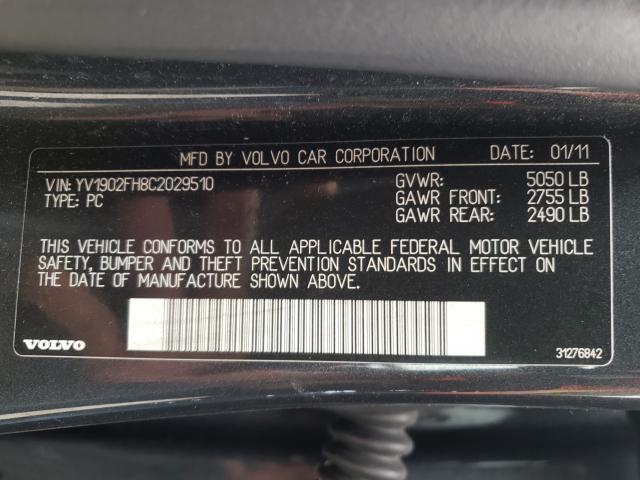 MFD BY VOLVO CAR CORPORATION DATE: 01/11
VIN: YV1902FH8C2029510 GVWR: 5050 LB
TYPE: PC GAWR FRONT: 2755 LB
GAWR REAR: 2490 LB
THIS VEHICLE CONFORMS TO ALL APPLICABLE FEDERAL MOTOR VEHICLE
SAFETY, BUMPER AND THEFT PREVENTION STANDARDS IN EFFECT ON
THE DATE OF MANUFACTURE SHOWN ABOVE.
VOLVO 31276842